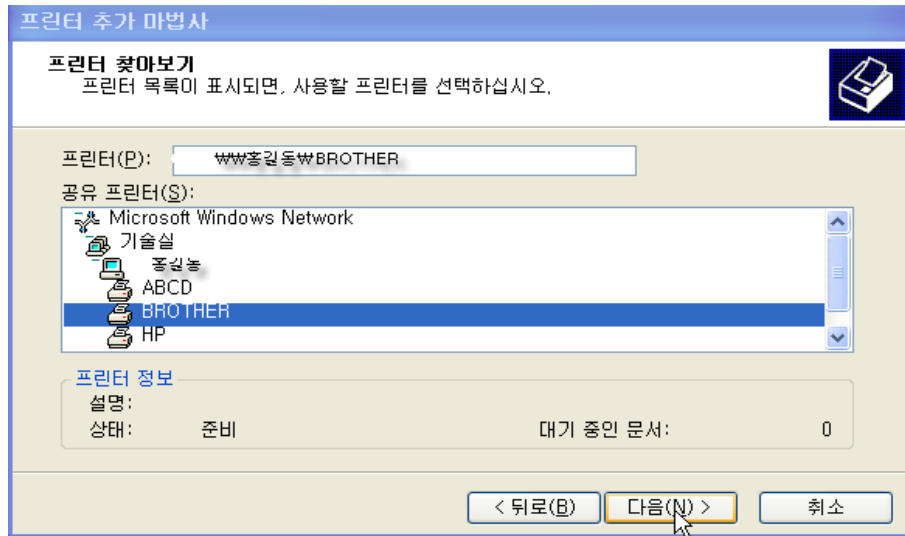 프린터 추가 마법사
프린터 찾아보기
프린터 목록이 표시되면, 사용할 프린터를 선택하십시오.
프린터(P): ₩₩홍길동₩BROTHER
공유 프린터(S):
Microsoft Windows Network
기술실
홍길동
ABCD
BROTHER
HP
프린터 정보
설명:
상태: 준비 대기 중인 문서: 0
< 뒤로(B) 다음(N) > 취소